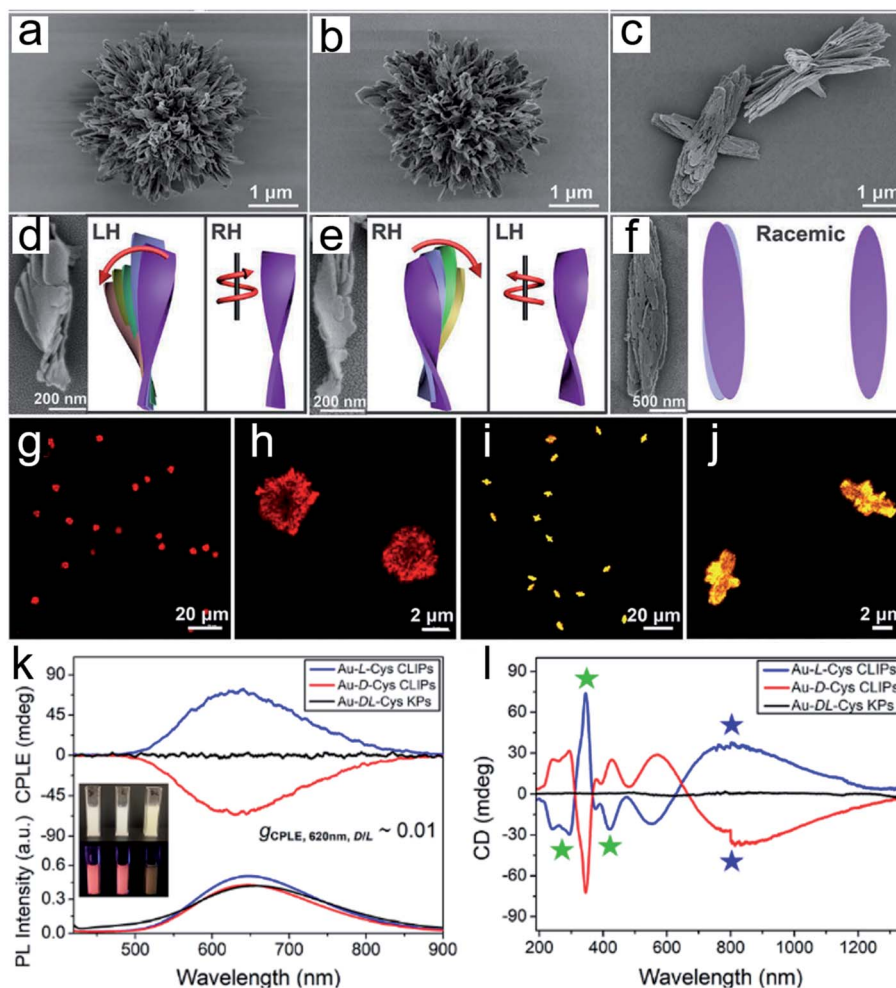 a
b
c
1 μm
1 μm
1 μm
d
LH
RH
200 nm
e
RH
LH
200 nm
f
Racemic
500 nm
g
20 μm
h
2 μm
i
20 μm
j
2 μm
k
90
45
0
-45
-90
CPLE (mdeg)
Au-L-Cys CLIPs
Au-D-Cys CLIPs
Au-DL-Cys KPs
gCPLE, 620nm, D/L ~ 0.01
0.6
0.3
0.0
PL Intensity (a.u.)
500 600 700 800 900
Wavelength (nm)
l
90
60
30
0
-30
-60
-90
CD (mdeg)
Au-L-Cys CLIPs
Au-D-Cys CLIPs
Au-DL-Cys KPs
200 400 600 800 1000 1200
Wavelength (nm)